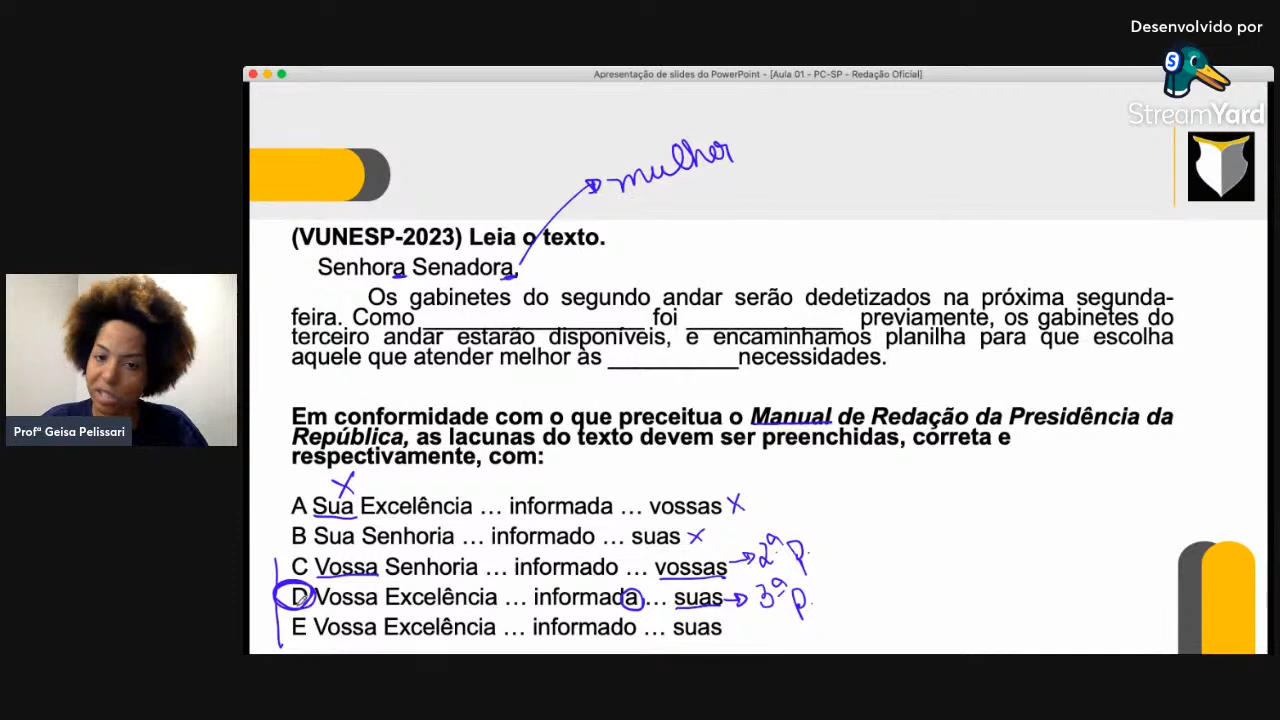 Desenvolvido por
S
StreamYard
Apresentação de slides do PowerPoint - [Aula 01 - PC-SP - Redação Oficial]
mulher
(VUNESP-2023) Leia o texto.
Senhora Senadora,
Os gabinetes do segundo andar serão dedetizados na próxima segunda-
feira. Como ____________________ foi ______________ previamente, os gabinetes do
terceiro andar estarão disponíveis, e encaminhamos planilha para que escolha
aquele que atender melhor às ____________necessidades.
Em conformidade com o que preceitua o Manual de Redação da Presidência da
República, as lacunas do texto devem ser preenchidas, correta e
respectivamente, com:
X
A Sua Excelência … informada … vossas X
B Sua Senhoria … informado … suas X
C Vossa Senhoria … informado … vossas → 2ª p.
D Vossa Excelência … informada … suas → 3ª p.
E Vossa Excelência … informado … suas
Profª Geisa Pelissari